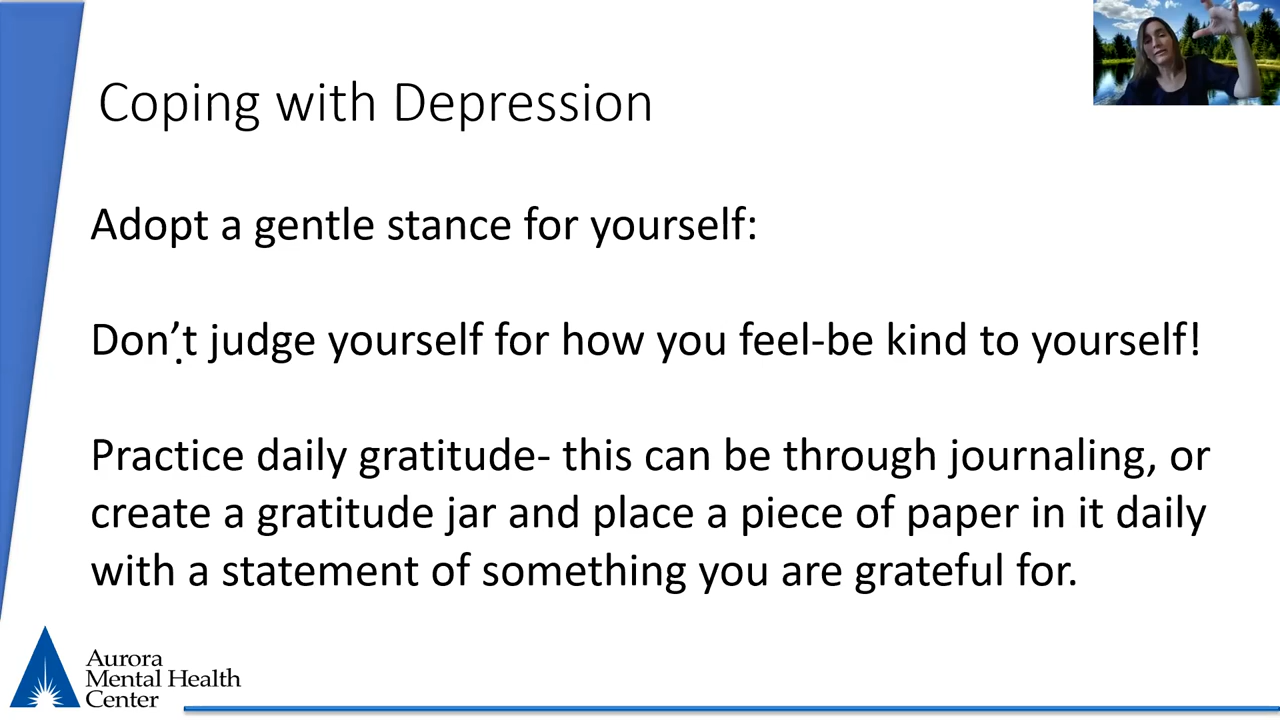 Coping with Depression
Adopt a gentle stance for yourself:
Don’t judge yourself for how you feel-be kind to yourself!
Practice daily gratitude- this can be through journaling, or
create a gratitude jar and place a piece of paper in it daily
with a statement of something you are grateful for.
Aurora
Mental Health
Center